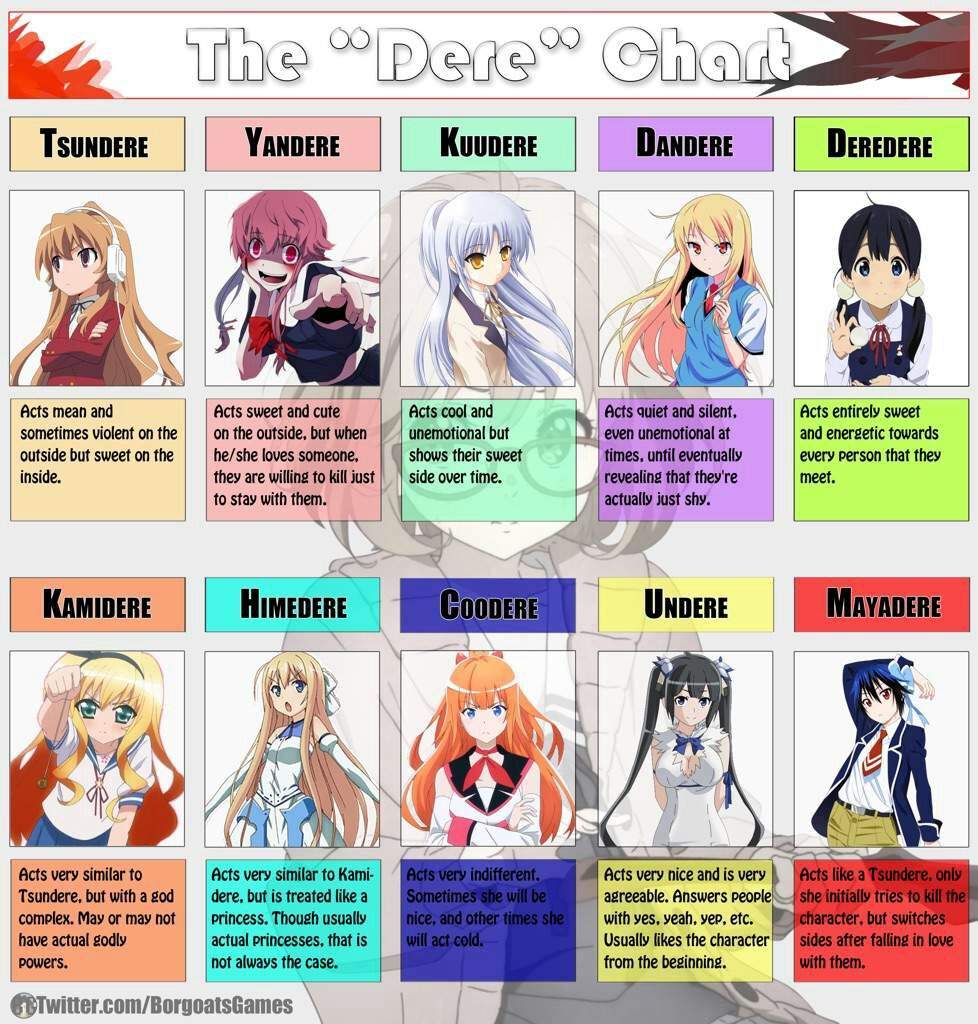 The “Dere” Chart
Tsundere
Yandere
Kuudere
Dandere
Deredere
Acts mean and
sometimes violent on the
outside but sweet on the
inside.
Acts sweet and cute
on the outside, but when
he/she loves someone,
they are willing to kill just
to stay with them.
Acts cool and
unemotional but
shows their sweet
side over time.
Acts quiet and silent,
even unemotional at
times, until eventually
revealing that they're
actually just shy.
Acts entirely sweet
and energetic towards
every person that they
meet.
Kamidere
Himedere
Coodere
Undere
Mayadere
Acts very similar to
Tsundere, but with a god
complex. May or may not
have actual godly
powers.
Acts very similar to Kami-
dere, but is treated like a
princess. Though usually
actual princesses, that is
not always the case.
Acts very indifferent.
Sometimes she will be
nice, and other times she
will act cold.
Acts very nice and is very
agreeable. Answers people
with yes, yeah, yep, etc.
Usually likes the character
from the beginning.
Acts like a Tsundere, only
she initially tries to kill the
character, but switches
sides after falling in love
with them.
Twitter.com/BorgoatsGames